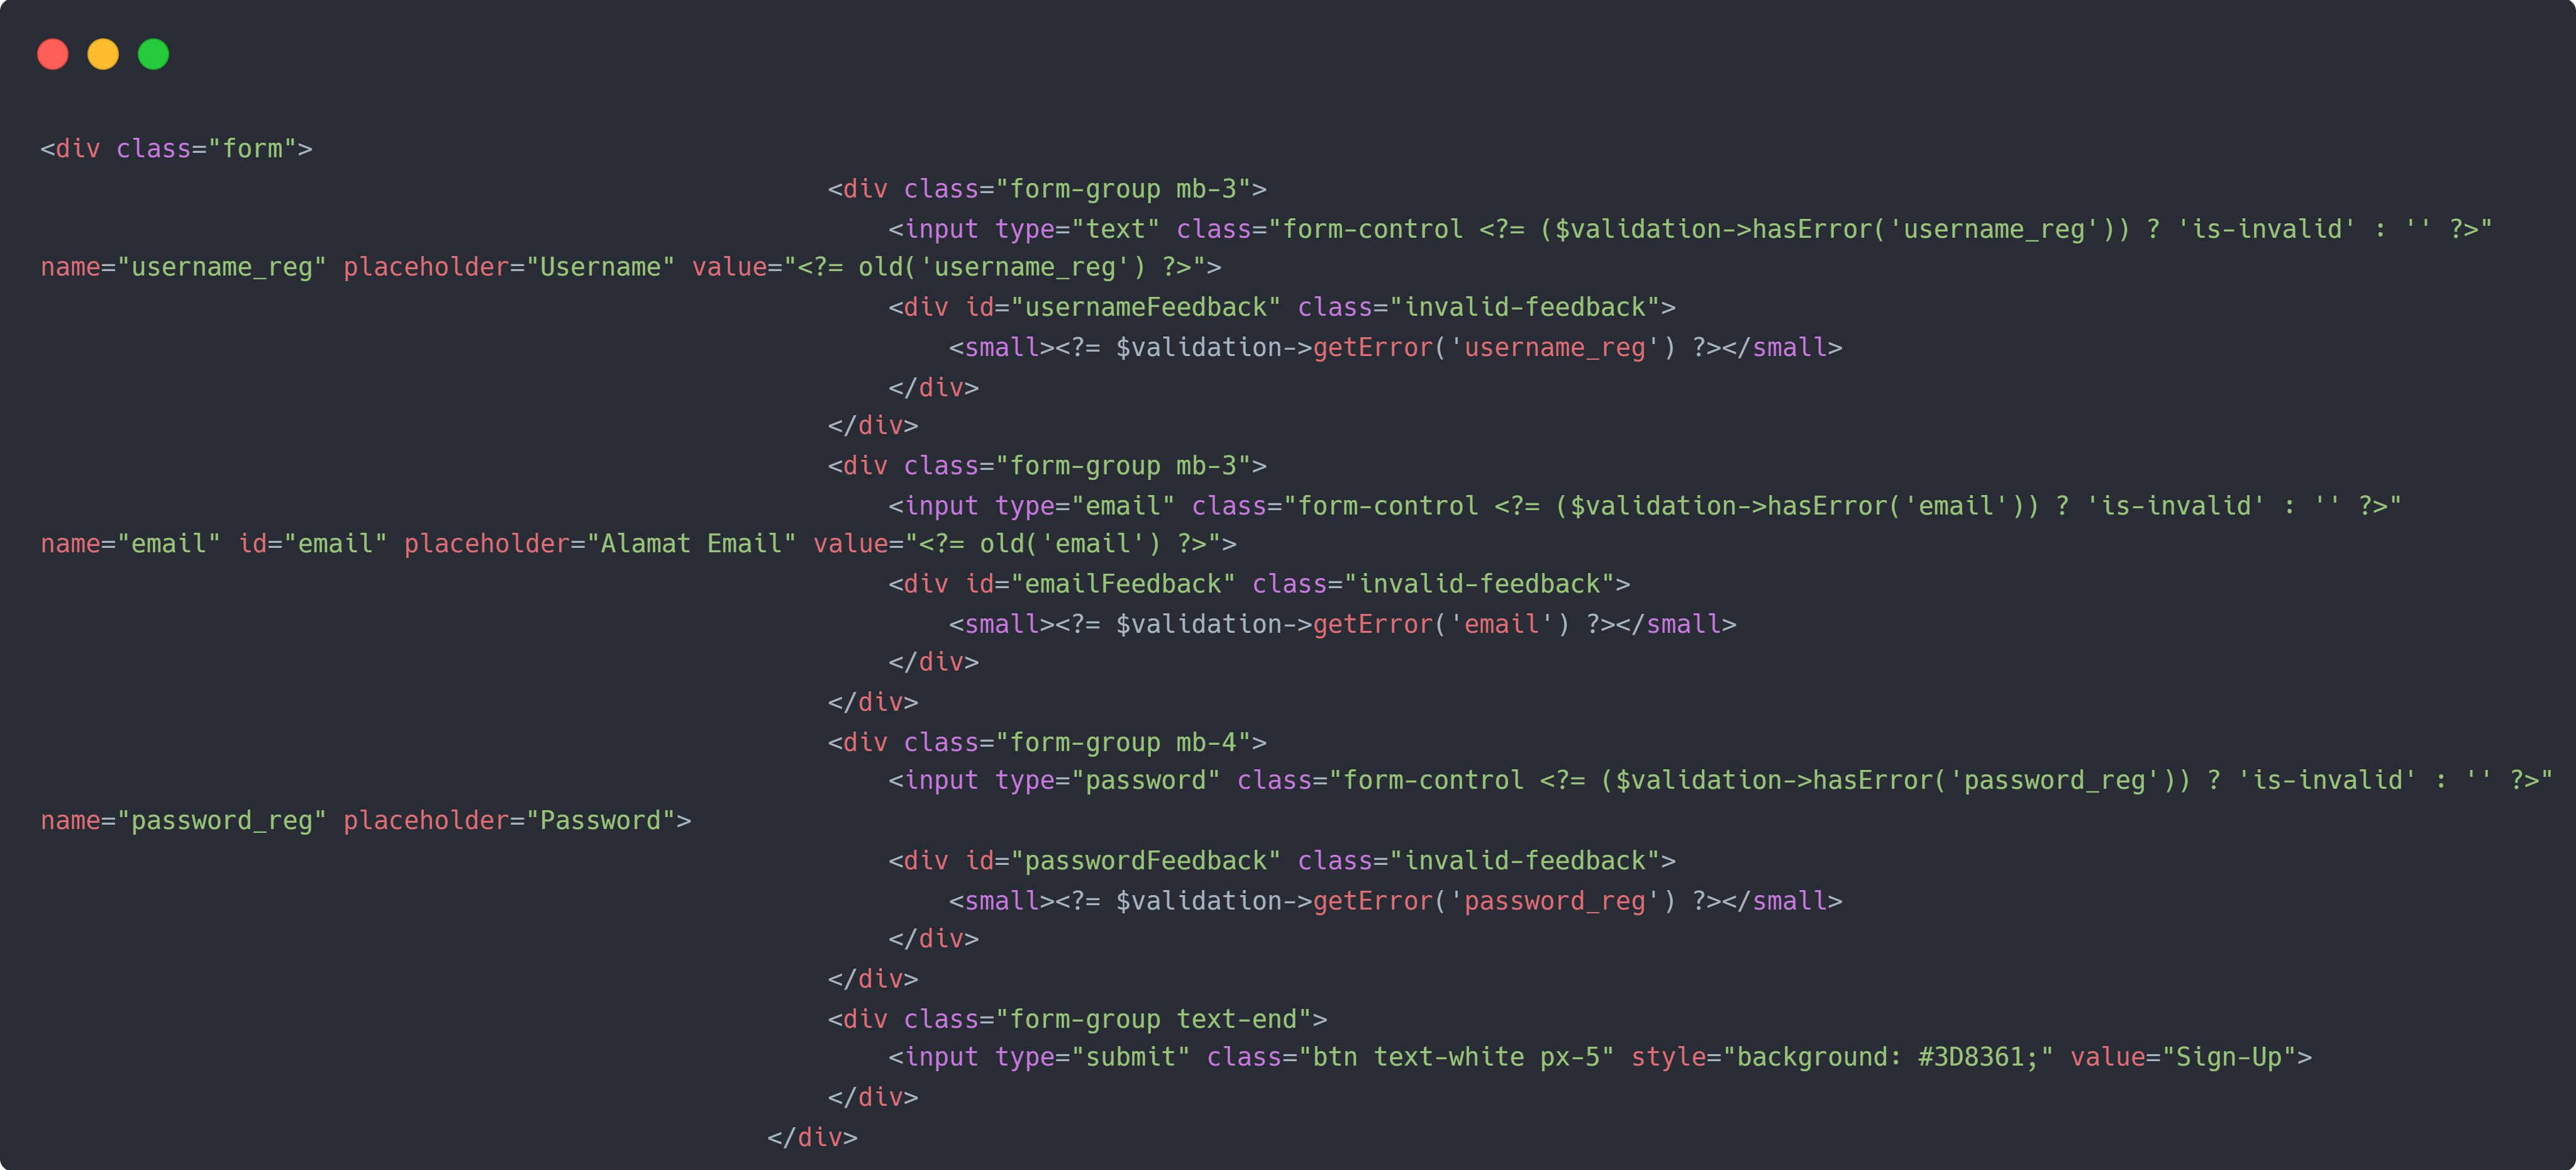 <div class="form">
<div class="form-group mb-3">
<input type="text" class="form-control <?= ($validation->hasError('username_reg')) ? 'is-invalid' : '' ?>"
name="username_reg" placeholder="Username" value="<?= old('username_reg') ?>">
<div id="usernameFeedback" class="invalid-feedback">
<small><?= $validation->getError('username_reg') ?></small>
</div>
</div>
<div class="form-group mb-3">
<input type="email" class="form-control <?= ($validation->hasError('email')) ? 'is-invalid' : '' ?>"
name="email" id="email" placeholder="Alamat Email" value="<?= old('email') ?>">
<div id="emailFeedback" class="invalid-feedback">
<small><?= $validation->getError('email') ?></small>
</div>
</div>
<div class="form-group mb-4">
<input type="password" class="form-control <?= ($validation->hasError('password_reg')) ? 'is-invalid' : '' ?>"
name="password_reg" placeholder="Password">
<div id="passwordFeedback" class="invalid-feedback">
<small><?= $validation->getError('password_reg') ?></small>
</div>
</div>
<div class="form-group text-end">
<input type="submit" class="btn text-white px-5" style="background: #3D8361;" value="Sign-Up">
</div>
</div>